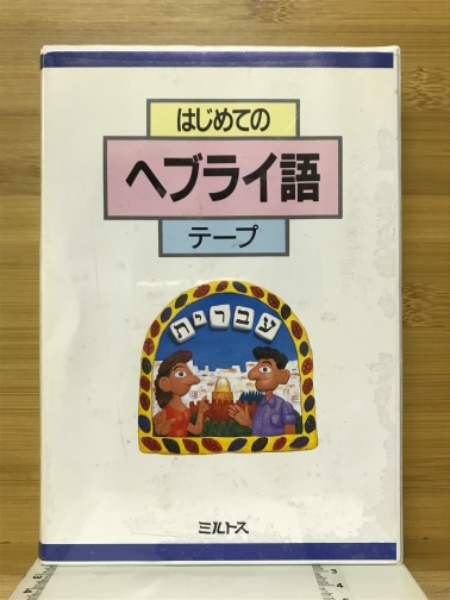 はじめての
ヘブライ語
テープ
עברית
ミルトス